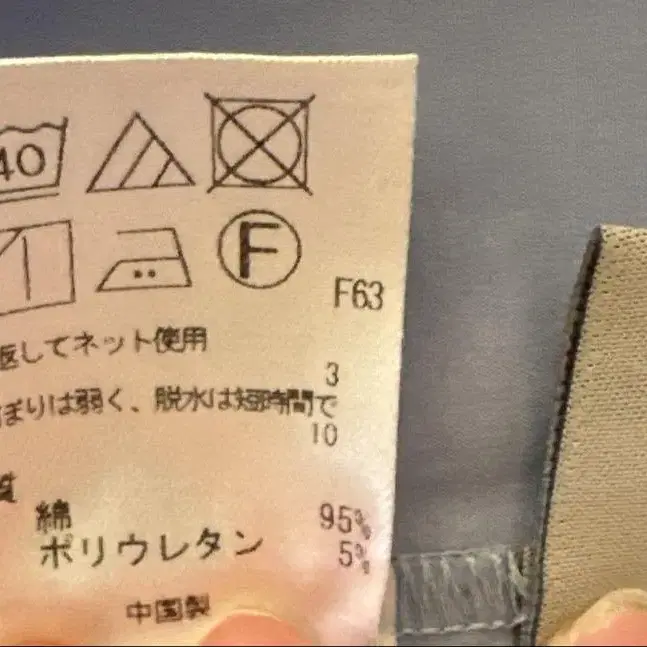 40
F
F63
返してネット使用
3
ぼりは弱く、脱水は短時間で
10
質
綿 95%
ポリウレタン 5%
中国製